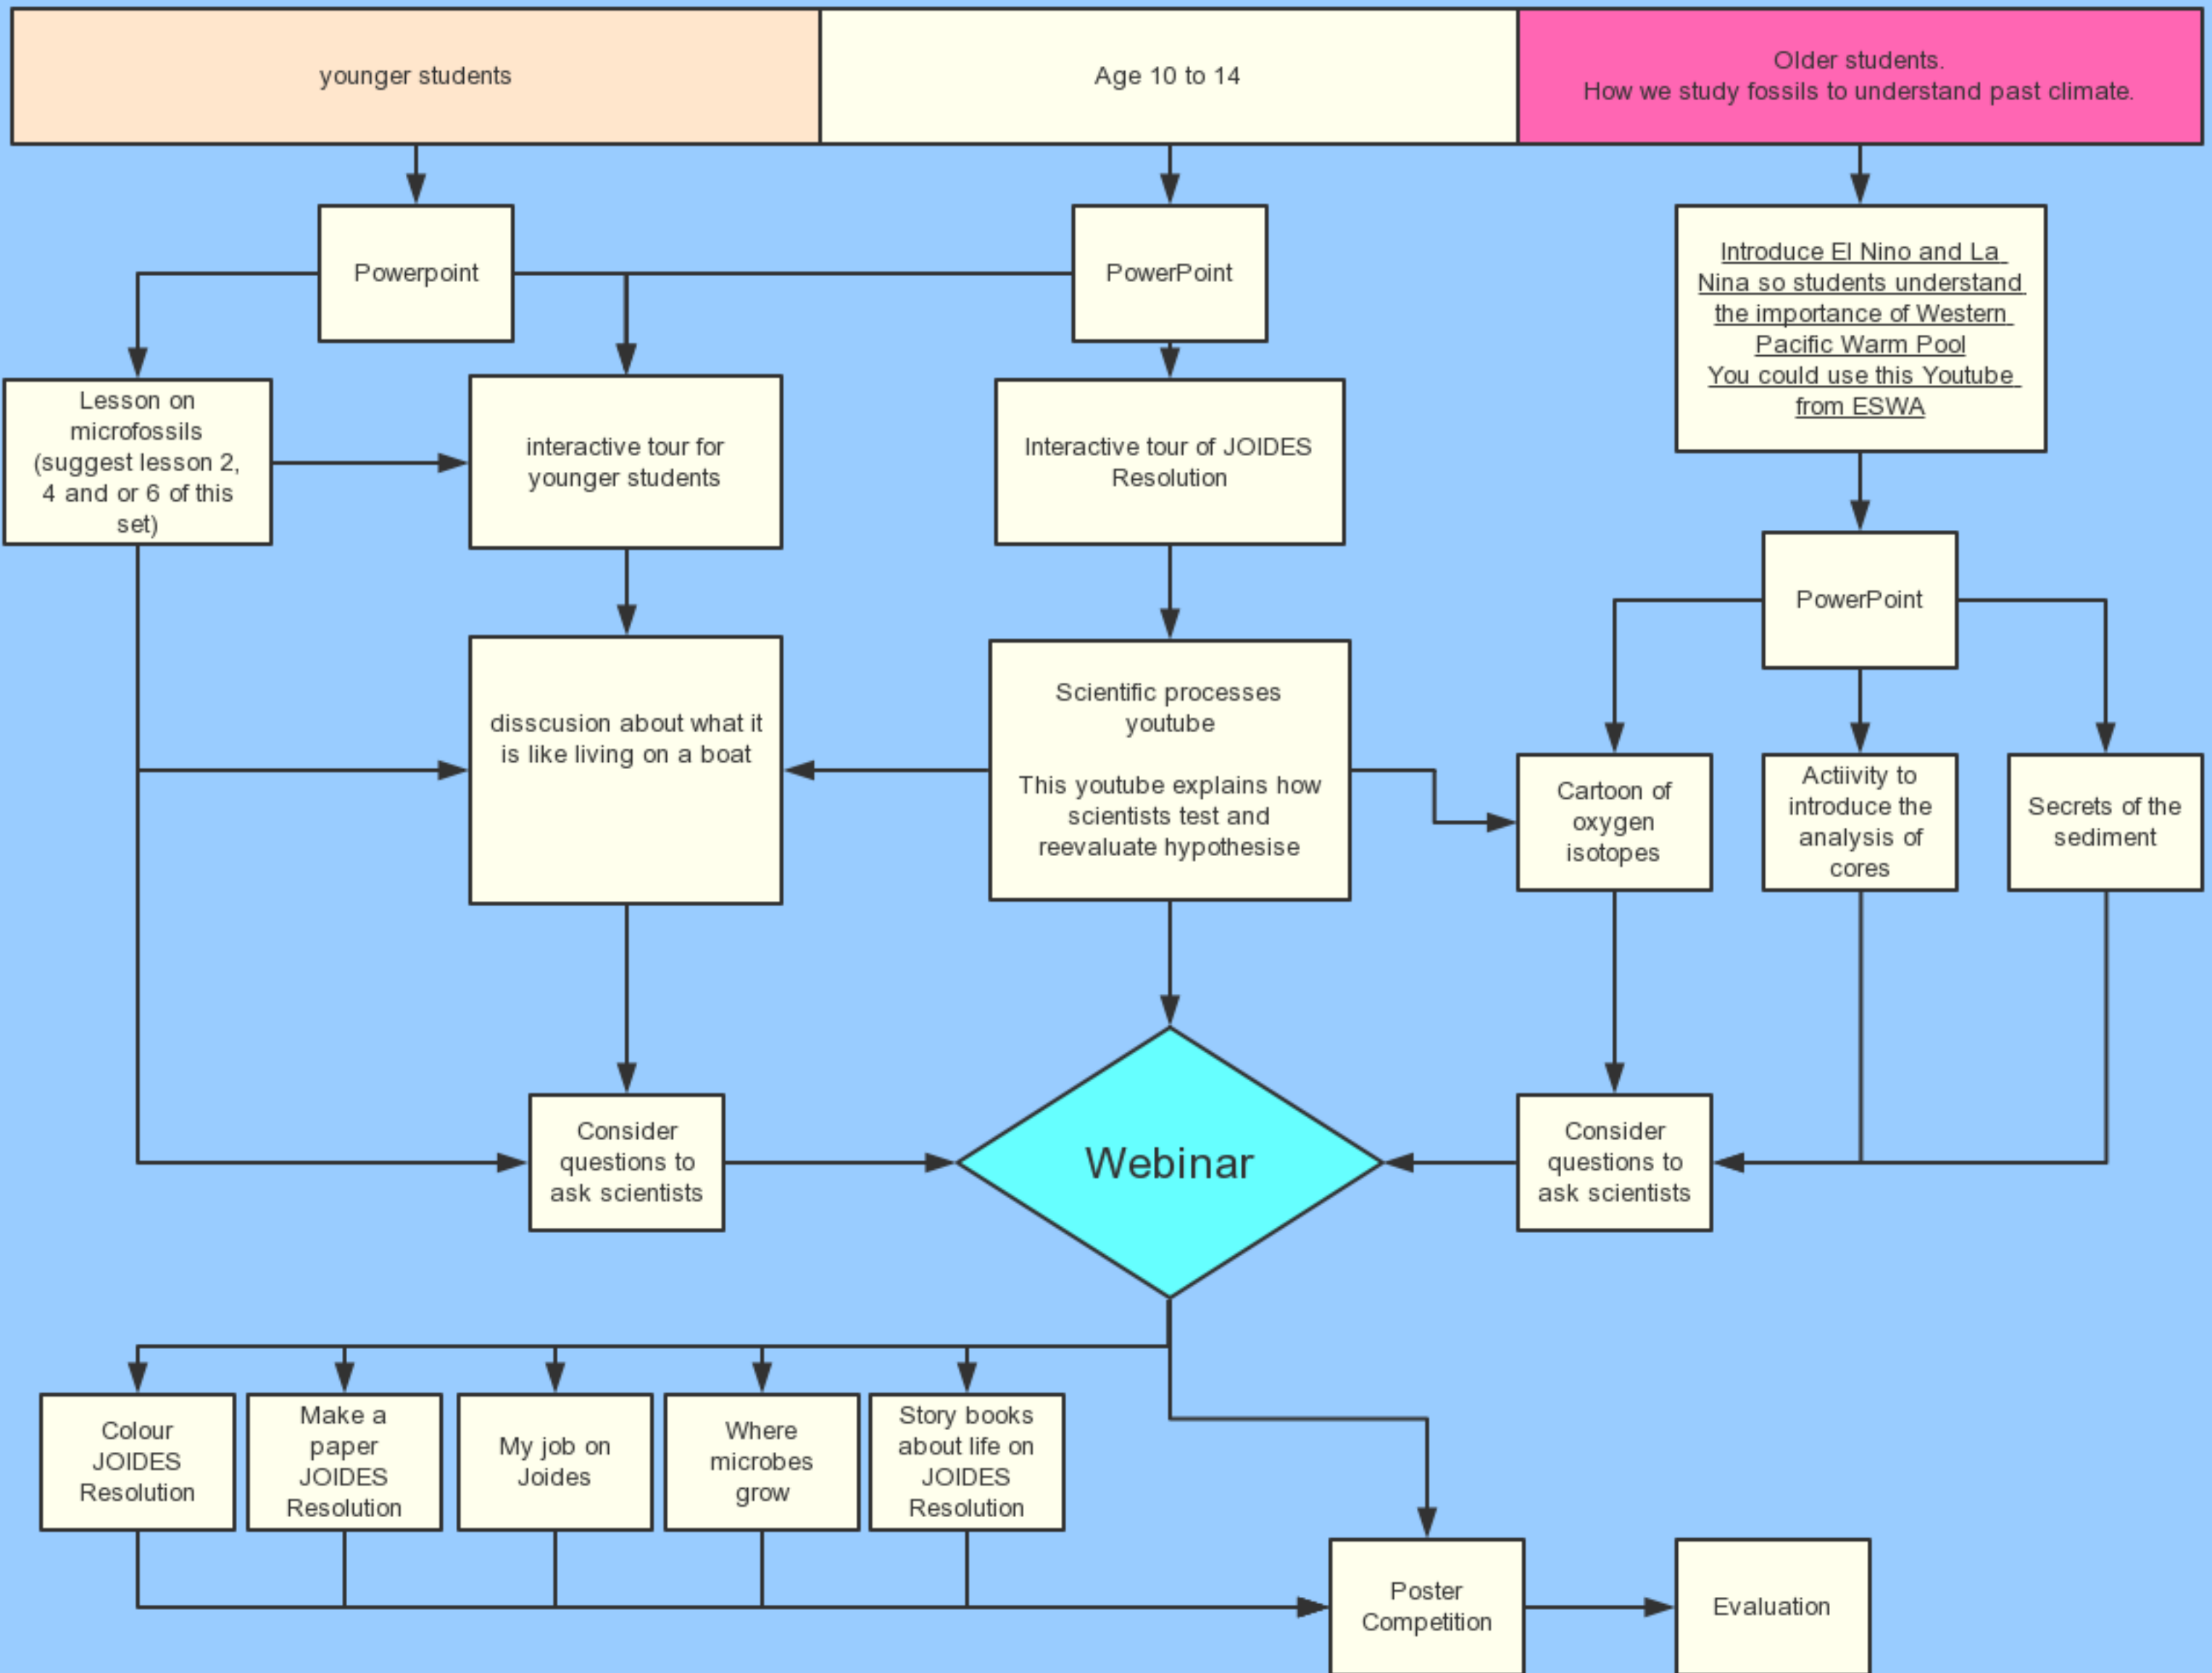 younger students
Age 10 to 14
Older students.
How we study fossils to understand past climate.
Powerpoint
PowerPoint
Introduce El Nino and La
Nina so students understand
the importance of Western
Pacific Warm Pool
You could use this Youtube
from ESWA
Lesson on
microfossils
(suggest lesson 2,
4 and or 6 of this
set)
interactive tour for
younger students
Interactive tour of JOIDES
Resolution
PowerPoint
disscusion about what it
is like living on a boat
Scientific processes
youtube
This youtube explains how
scientists test and
reevaluate hypothesise
Cartoon of
oxygen
isotopes
Actiivity to
introduce the
analysis of
cores
Secrets of the
sediment
Consider
questions to
ask scientists
Webinar
Consider
questions to
ask scientists
Colour
JOIDES
Resolution
Make a
paper
JOIDES
Resolution
My job on
Joides
Where
microbes
grow
Story books
about life on
JOIDES
Resolution
Poster
Competition
Evaluation